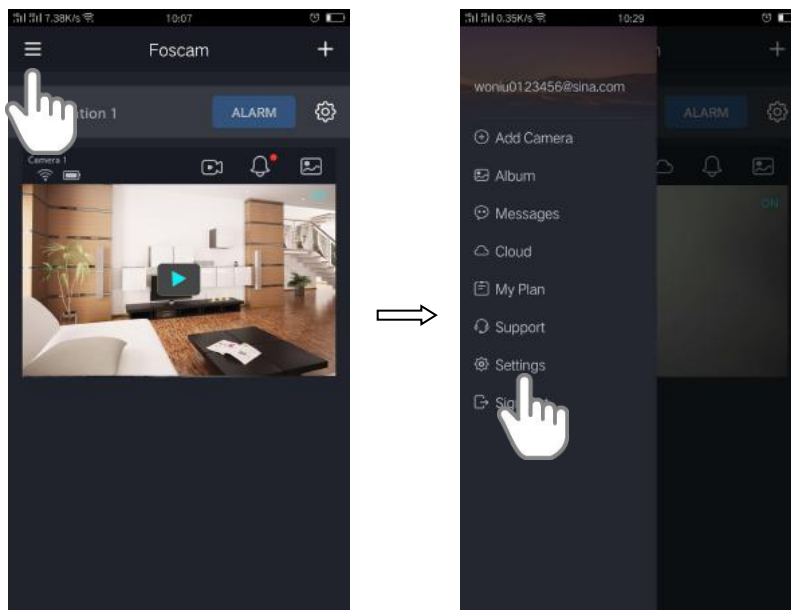 7.38K/s 10:07
Foscam
tion 1 ALARM
Camera 1
0.35K/s 10:29
woniu0123456@sina.com
ALARM
Add Camera
Album
Messages
ON
Cloud
My Plan
Support
Settings